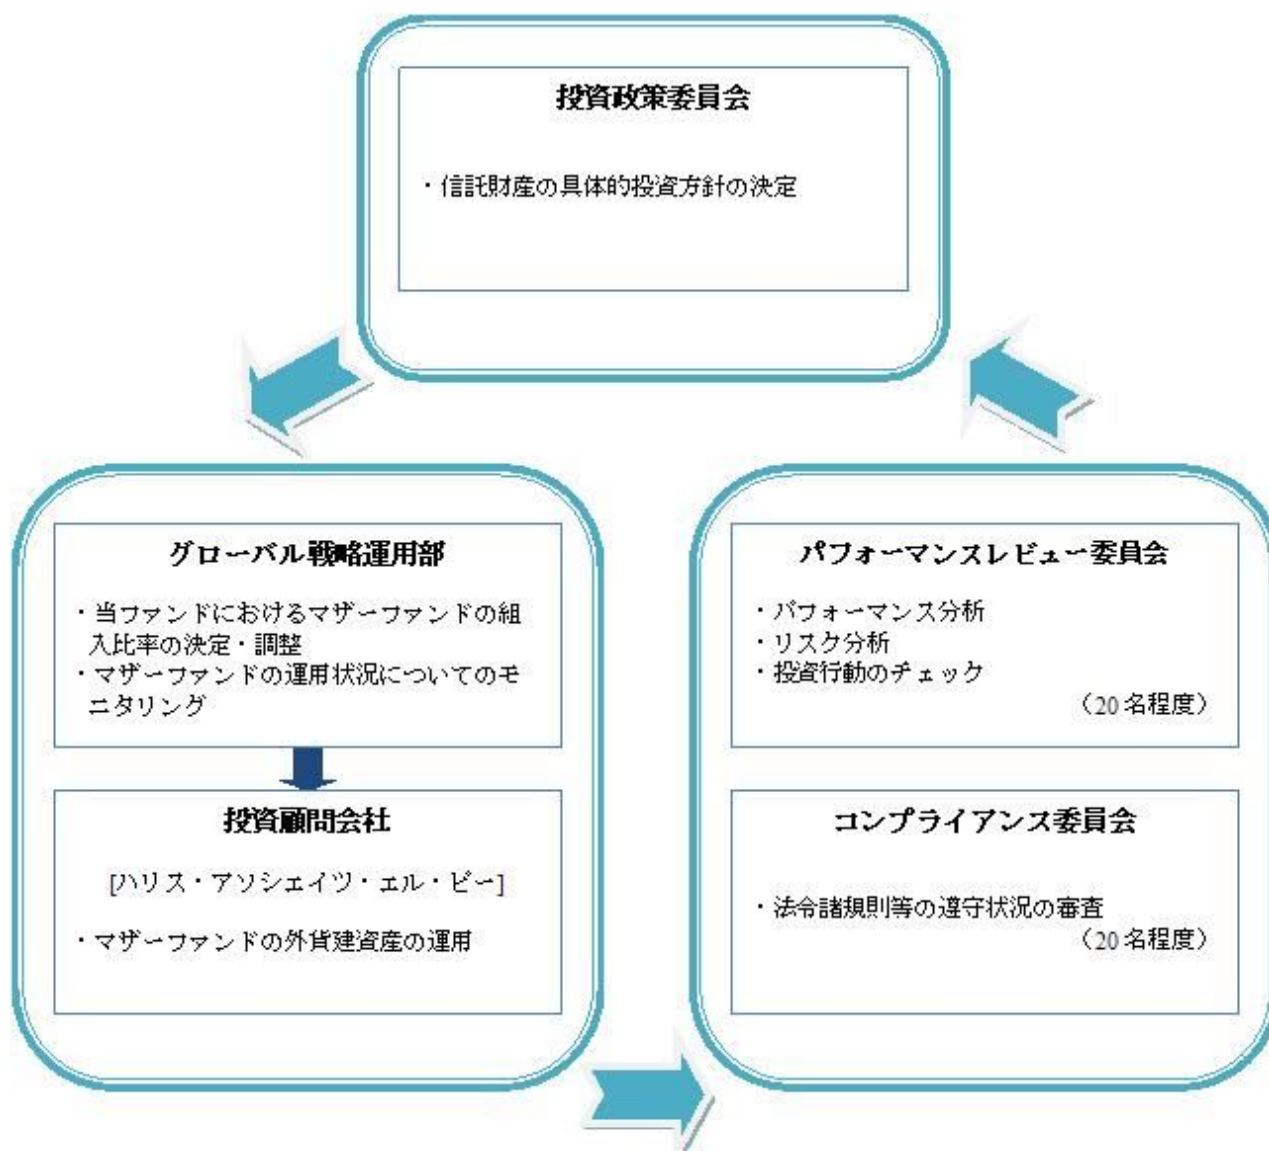 投資政策委員会
・信託財産の具体的投資方針の決定
グローバル戦略運用部
・当ファンドにおけるマザーファンドの組
入比率の決定・調整
・マザーファンドの運用状況についてのモ
ニタリング
投資顧問会社
[ハリス・アソシエイツ・エル・ピー]
・マザーファンドの外貨建資産の運用
パフォーマンスレビュー委員会
・パフォーマンス分析
・リスク分析
・投資行動のチェック
（20 名程度）
コンプライアンス委員会
・法令諸規則等の遵守状況の審査
（20 名程度）